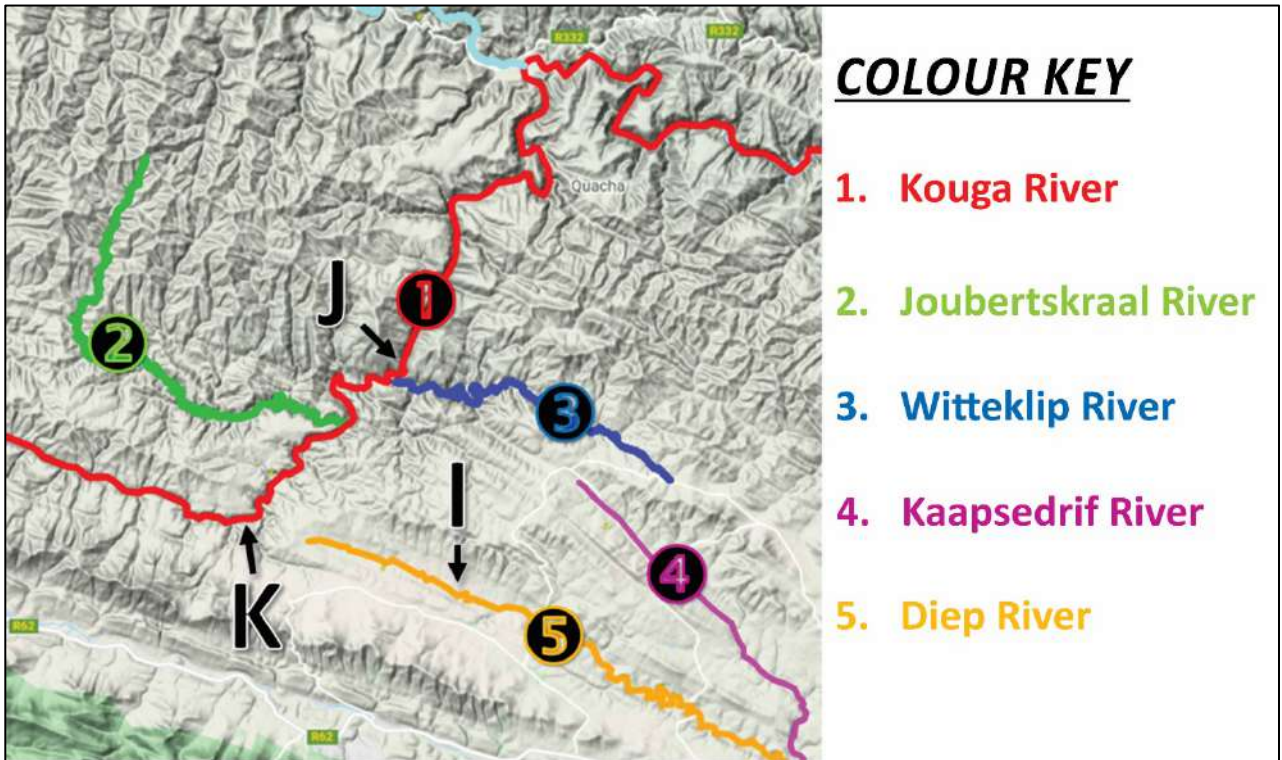 R332
R332
Quacha
J
1
2
3
I
K
4
5
R62
R62
COLOUR KEY
1. Kouga River
2. Joubertskraal River
3. Witteklip River
4. Kaapsedrif River
5. Diep River